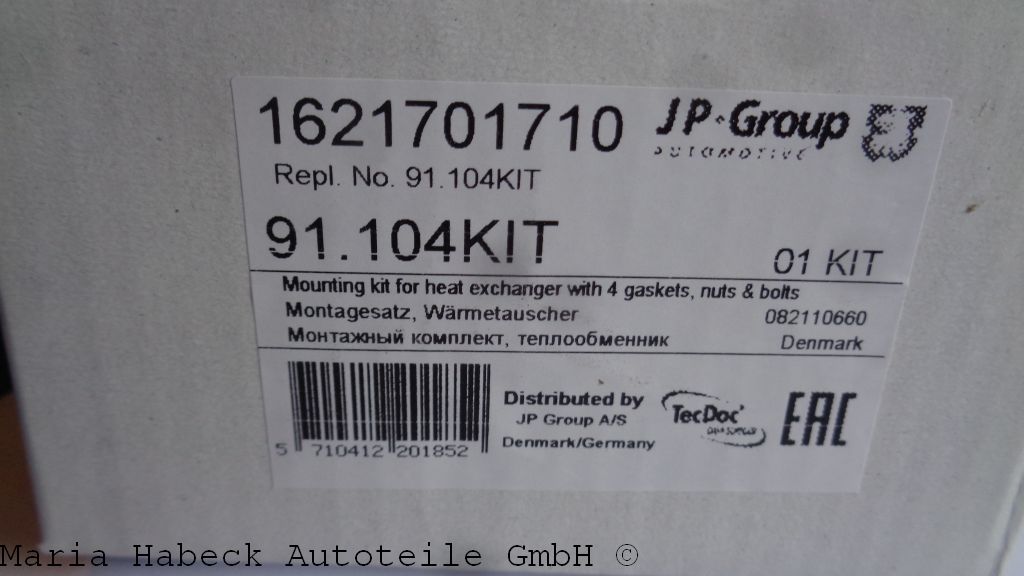 1621701710
JP Group
AUTOMOTIVE
Repl. No. 91.104KIT
91.104KIT
01 KIT
Mounting kit for heat exchanger with 4 gaskets, nuts & bolts
Montagesatz, Wärmetauscher
082110660
Монтажный комплект, теплообменник
Denmark
Distributed by
JP Group A/S
Denmark/Germany
TecDoc
EAC
5 710412 201852
Maria Habeck Autoteile GmbH ©